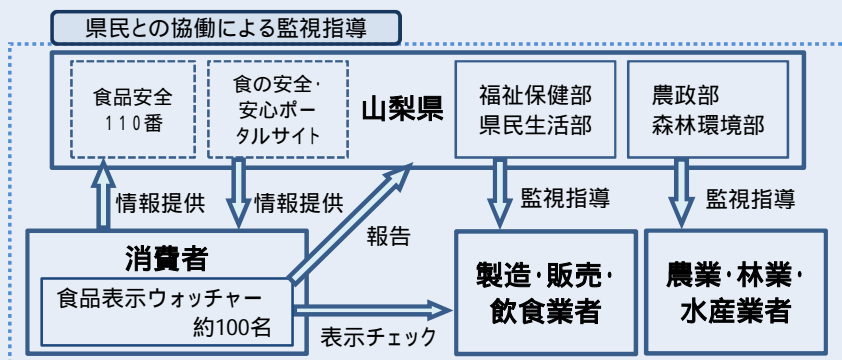 県民との協働による監視指導
食品安全
110番
食の安全・
安心ポー
タルサイト
山梨県
福祉保健部
県民生活部
農政部
森林環境部
情報提供
情報提供
報告
監視指導
監視指導
消費者
食品表示ウォッチャー
約100名
表示チェック
製造・販売・
飲食業者
農業・林業・
水産業者